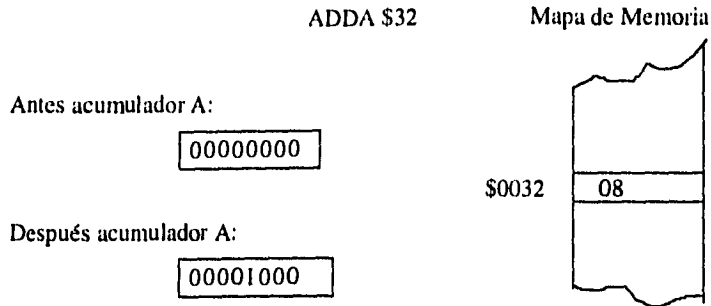 ADDA $32
Mapa de Memoria
Antes acumulador A:
00000000
$0032
08
Después acumulador A:
00001000